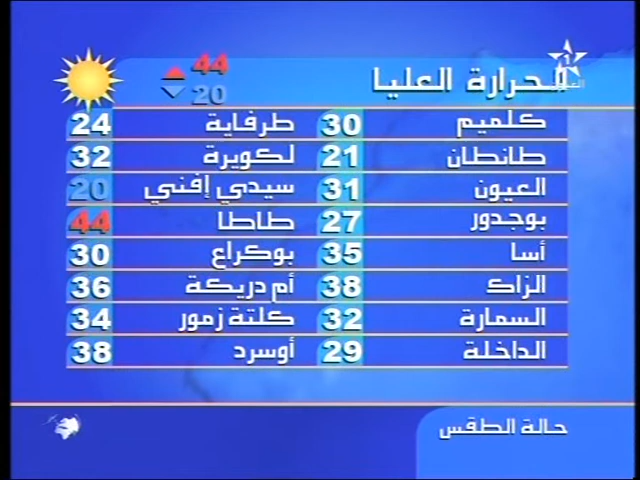 الحرارة العليا
44
20
كلميم 30 طرفاية 24
طانطان 21 لكويرة 32
العيون 31 سيدي إفني 20
بوجدور 27 طاطا 44
أسا 35 بوكراع 30
الزاك 38 أم دريكة 36
السمارة 32 كلتة زمور 34
الداخلة 29 أوسرد 38
حالة الطقس